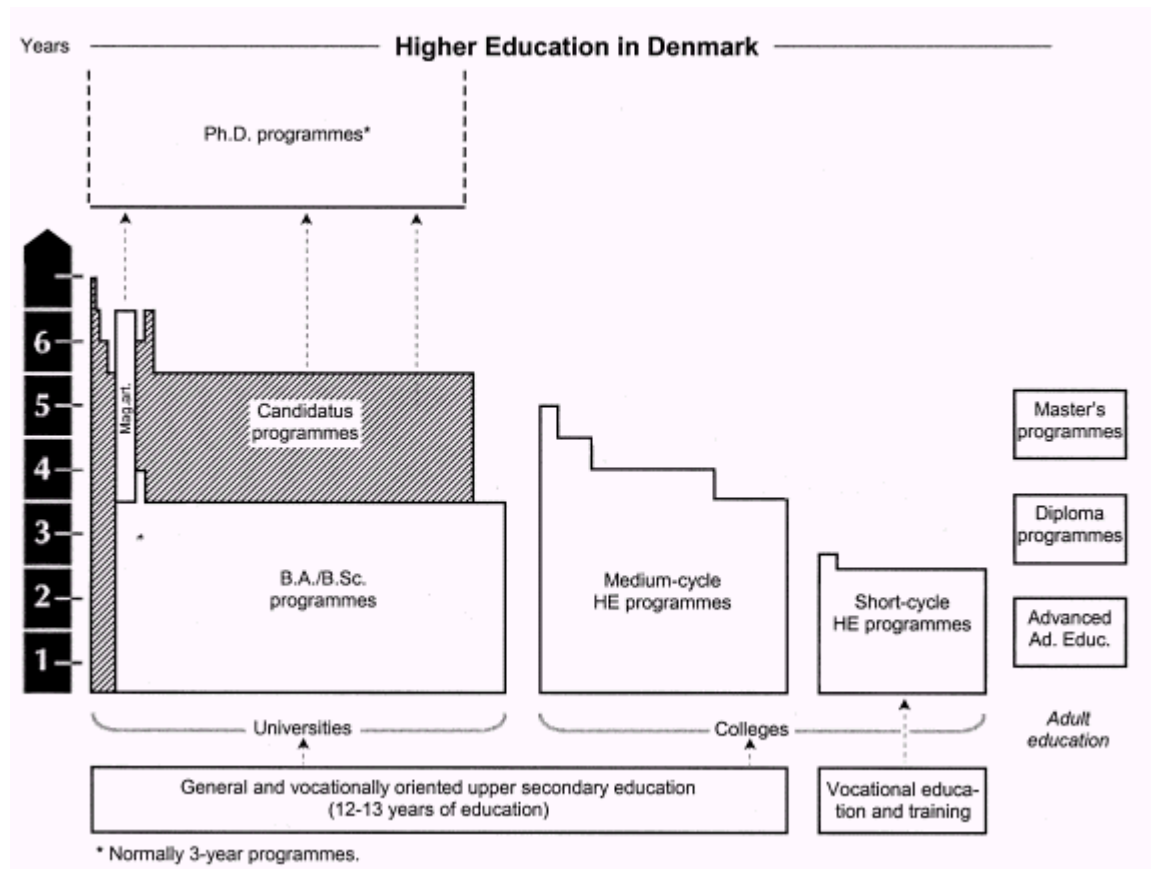 Years
Higher Education in Denmark
Ph.D. programmes*
6
5
4
3
2
1
Mag.art.
Candidatus
programmes
B.A./B.Sc.
programmes
Medium-cycle
HE programmes
Short-cycle
HE programmes
Master's
programmes
Diploma
programmes
Advanced
Ad. Educ.
Adult
education
Universities
Colleges
General and vocationally oriented upper secondary education
(12-13 years of education)
Vocational educa-
tion and training
* Normally 3-year programmes.